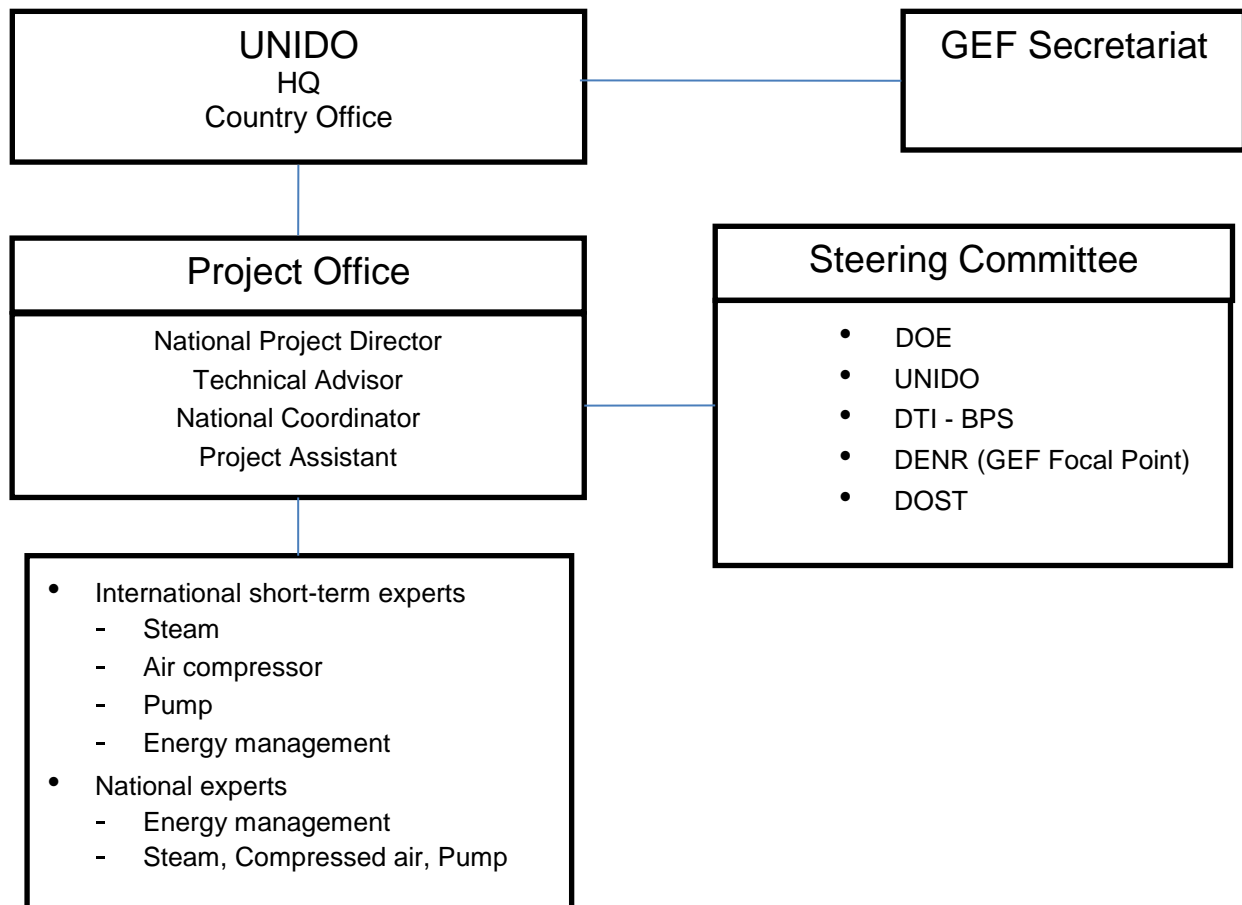 UNIDO
HQ
Country Office
GEF Secretariat
Project Office
National Project Director
Technical Advisor
National Coordinator
Project Assistant
Steering Committee
• DOE
• UNIDO
• DTI - BPS
• DENR (GEF Focal Point)
• DOST
• International short-term experts
- Steam
- Air compressor
- Pump
- Energy management
• National experts
- Energy management
- Steam, Compressed air, Pump